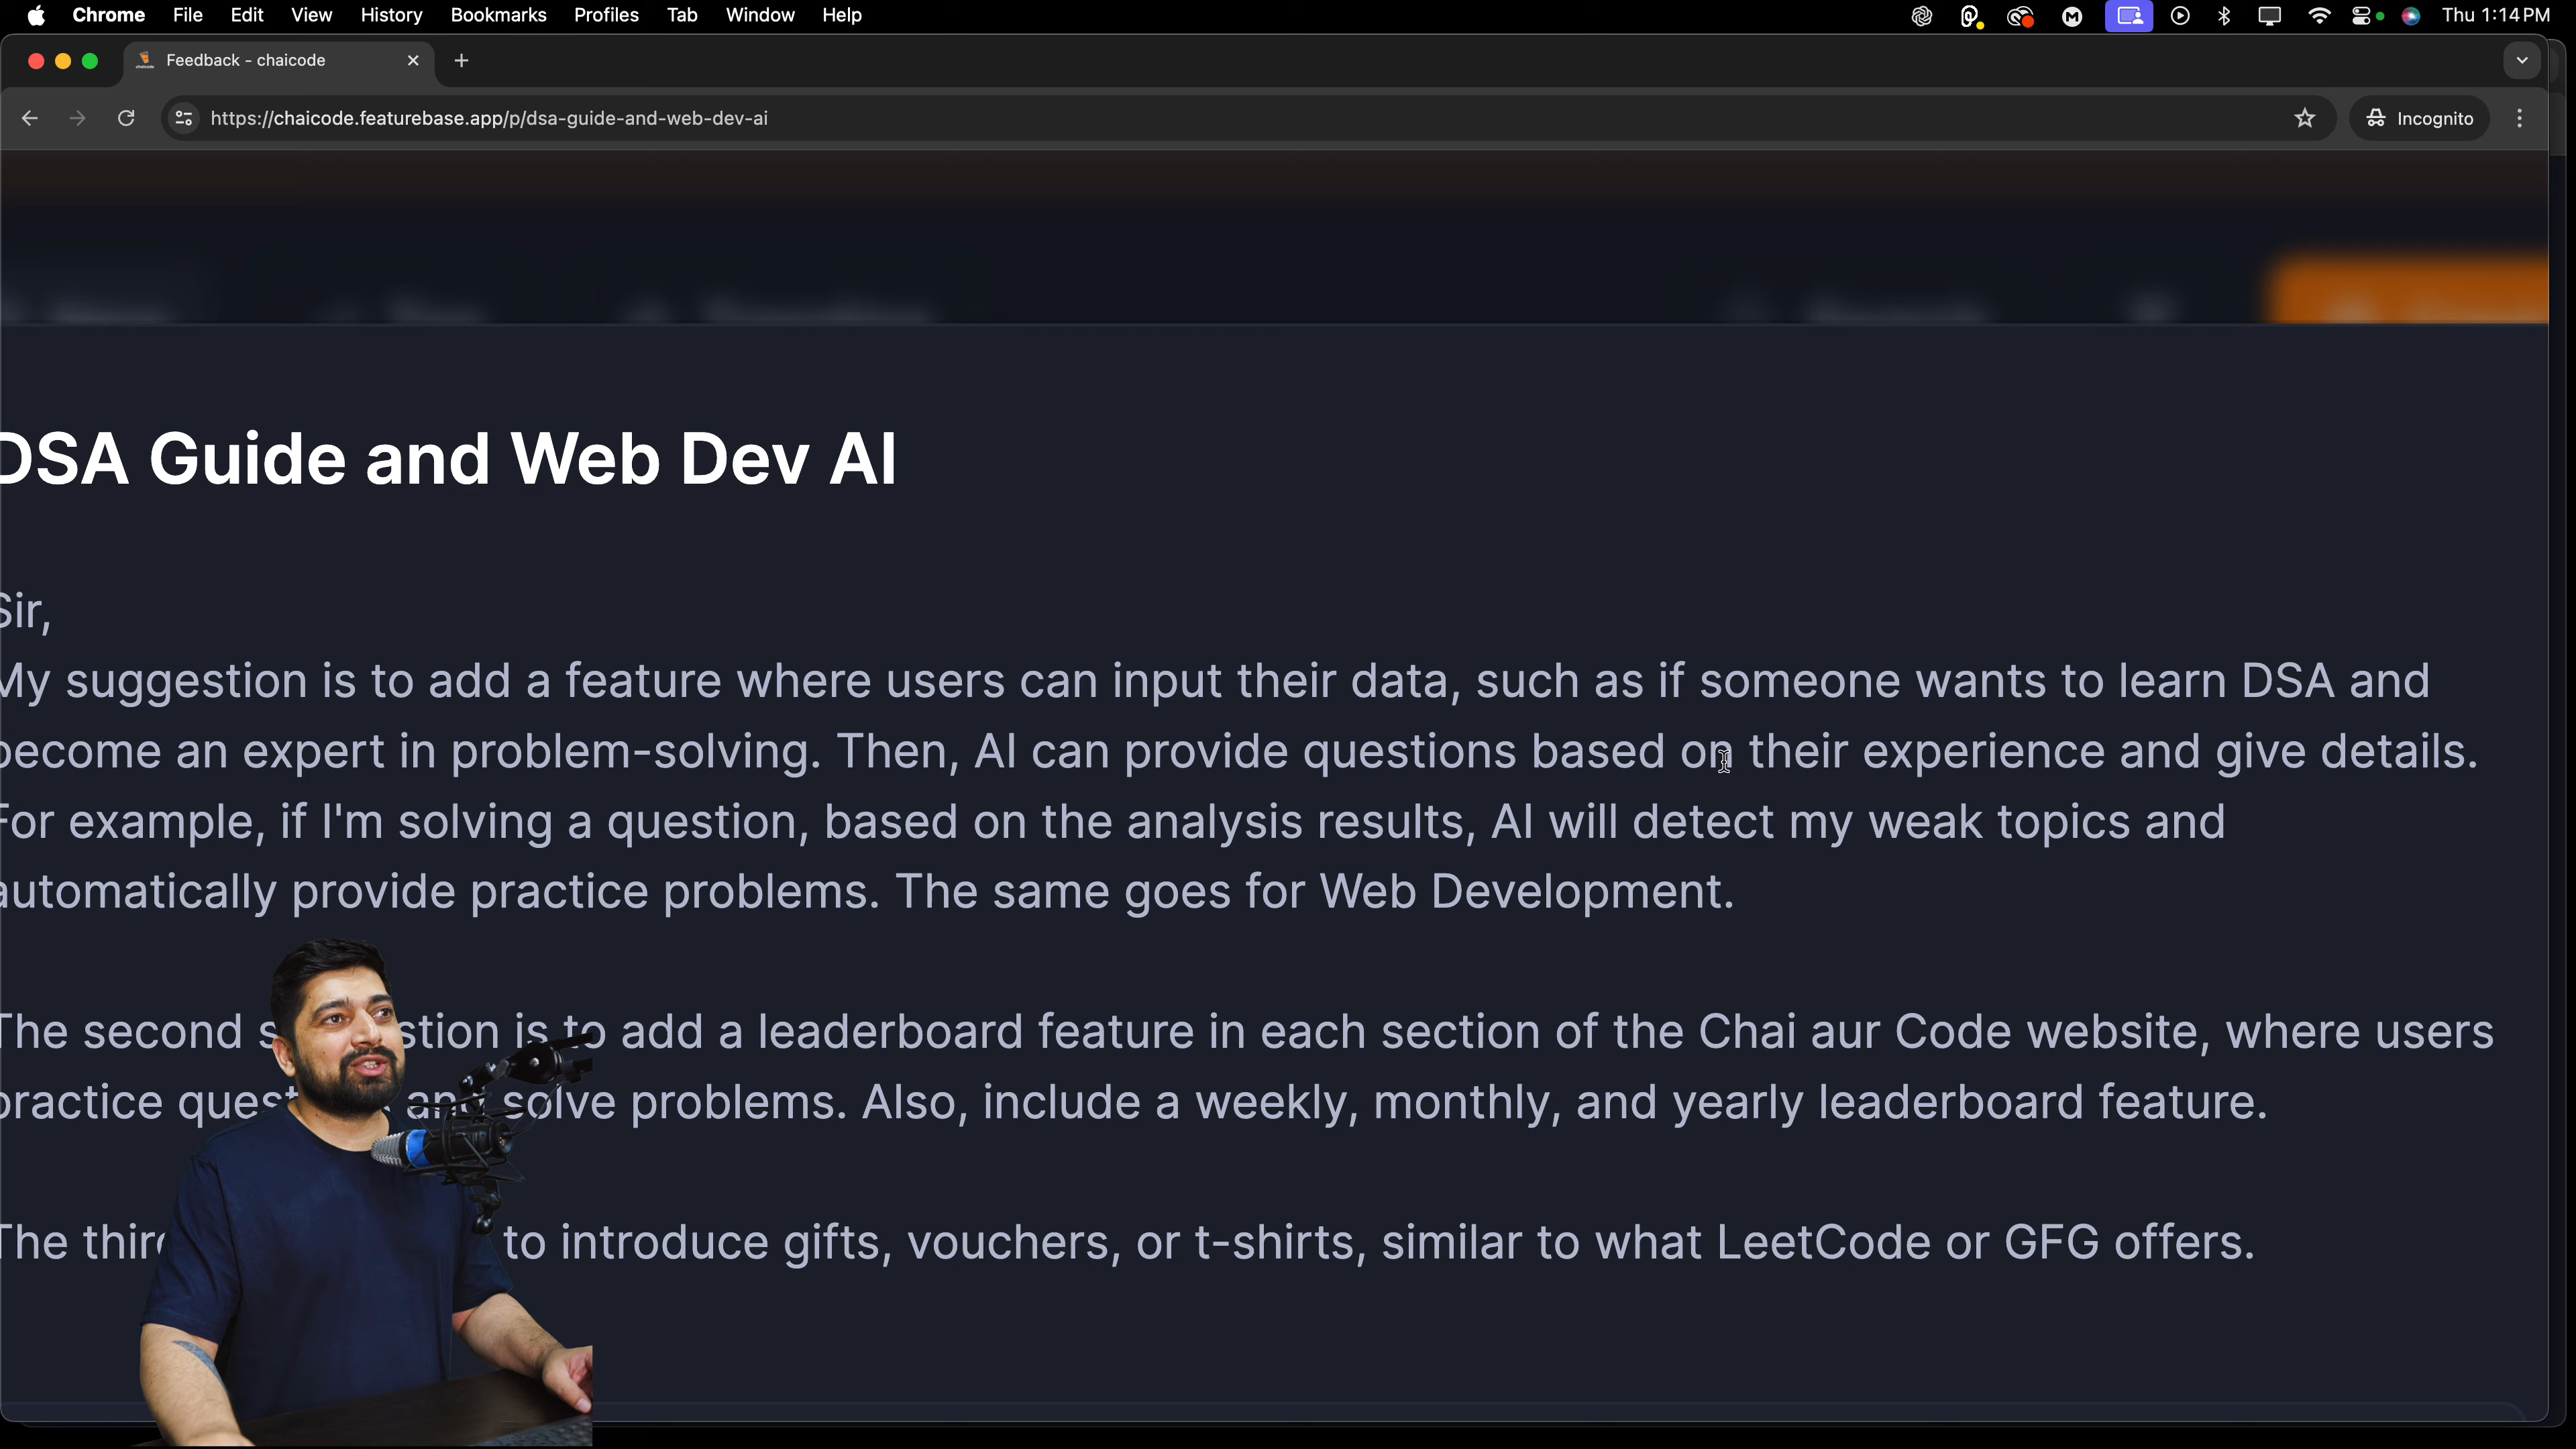 Chrome File Edit View History Bookmarks Profiles Tab Window Help Thu 1:14 PM
Feedback - chaicode
https://chaicode.featurebase.app/p/dsa-guide-and-web-dev-ai Incognito
DSA Guide and Web Dev AI
Sir,
My suggestion is to add a feature where users can input their data, such as if someone wants to learn DSA and
become an expert in problem-solving. Then, AI can provide questions based on their experience and give details.
For example, if I'm solving a question, based on the analysis results, AI will detect my weak topics and
automatically provide practice problems. The same goes for Web Development.
The second stion is to add a leaderboard feature in each section of the Chai aur Code website, where users
practice and solve problems. Also, include a weekly, monthly, and yearly leaderboard feature.
The third to introduce gifts, vouchers, or t-shirts, similar to what LeetCode or GFG offers.